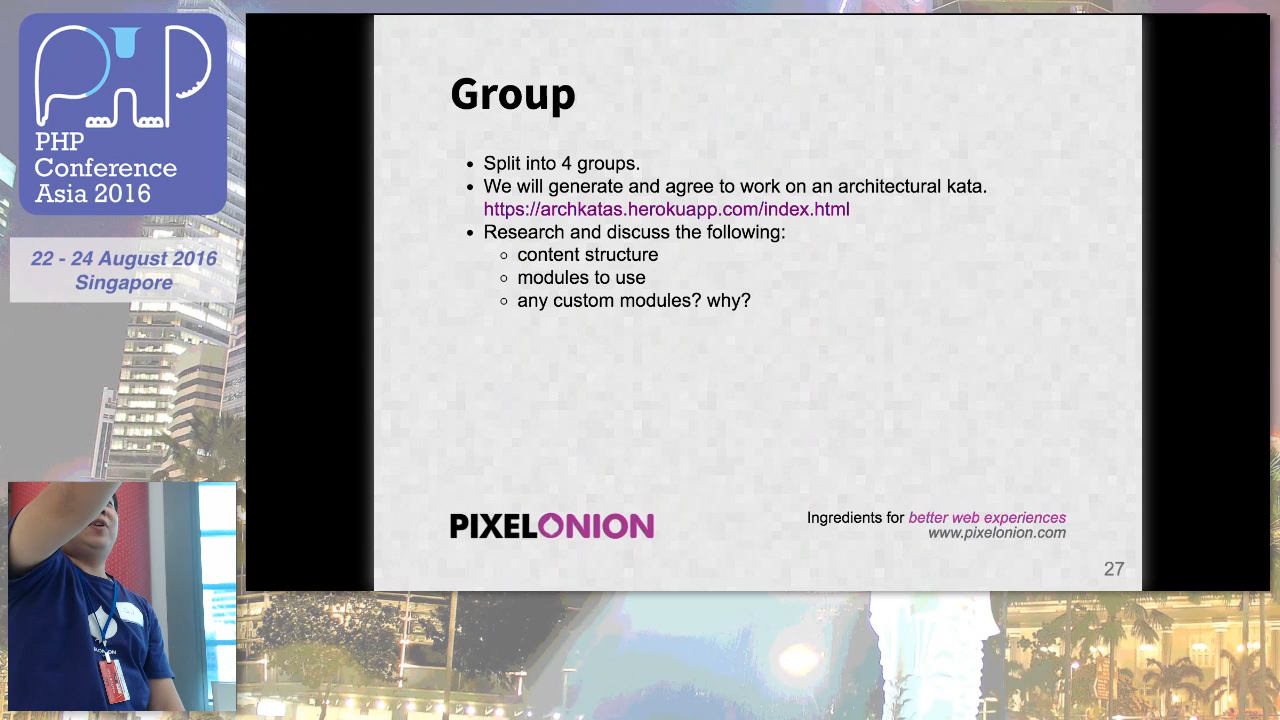 PHP
PHP
Conference
Asia 2016
22 - 24 August 2016
Singapore
Group
Split into 4 groups.
We will generate and agree to work on an architectural kata.
https://archkatas.herokuapp.com/index.html
Research and discuss the following:
content structure
modules to use
any custom modules? why?
PIXELONION
Ingredients for better web experiences
www.pixelonion.com
27